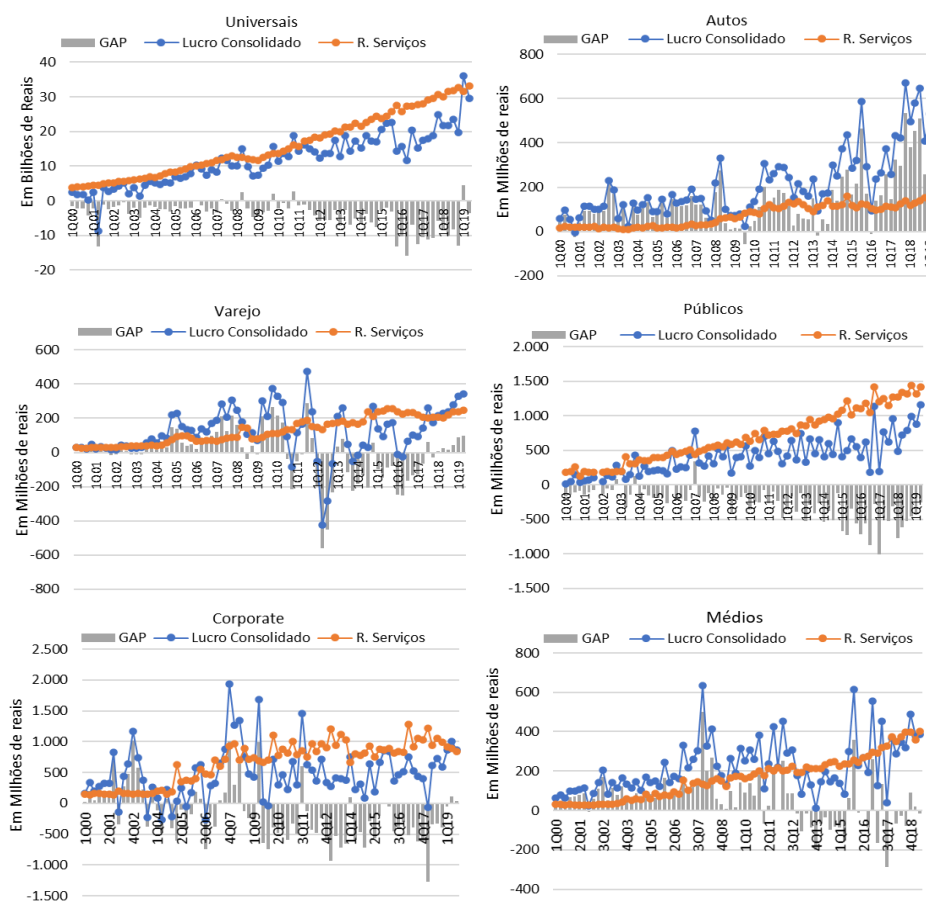 Universais
GAP Lucro Consolidado R. Serviços
Em Bilhões de Reais
40
30
20
10
0
-10
-20
1Q00 1Q01 1Q02 1Q03 1Q04 1Q05 1Q06 1Q07 1Q08 1Q09 1Q10 1Q11 1Q12 1Q13 1Q14 1Q15 1Q16 1Q17 1Q18 1Q19
Autos
GAP Lucro Consolidado R. Serviços
Em Milhões de reais
800
600
400
200
0
-200
1Q00 1Q01 1Q02 1Q03 1Q04 1Q05 1Q06 1Q07 1Q08 1Q09 1Q10 1Q11 1Q12 1Q13 1Q14 1Q15 1Q16 1Q17 1Q18
Varejo
GAP Lucro Consolidado R. Serviços
Em Milhões de reais
600
400
200
0
-200
-400
-600
-800
1Q00 1Q01 1Q02 1Q03 1Q04 1Q05 1Q06 1Q07 1Q08 1Q09 1Q10 1Q11 1Q12 1Q13 1Q14 1Q15 1Q16 1Q17 1Q18 1Q19
Públicos
GAP Lucro Consolidado R. Serviços
Em Milhões de reais
2.000
1.500
1.000
500
0
-500
-1.000
-1.500
1Q00 1Q01 1Q02 1Q03 1Q04 1Q05 1Q06 1Q07 1Q08 1Q09 1Q10 1Q11 1Q12 1Q13 1Q14 1Q15 1Q16 1Q17 1Q18 1Q19
Corporate
GAP Lucro Consolidado R. Serviços
Em Milhões de reais
2.500
2.000
1.500
1.000
500
0
-500
-1.000
-1.500
1Q00 2Q01 4Q02 1Q04 2Q05 3Q06 4Q07 1Q09 2Q10 3Q11 4Q12 1Q14 2Q15 3Q16 4Q17 1Q19
Médios
GAP Lucro Consolidado R. Serviços
Em Milhões de reais
800
600
400
200
0
-200
-400
1Q00 2Q01 3Q02 4Q03 1Q05 2Q06 3Q07 4Q08 1Q10 2Q11 3Q12 4Q13 1Q15 2Q16 3Q17 4Q18